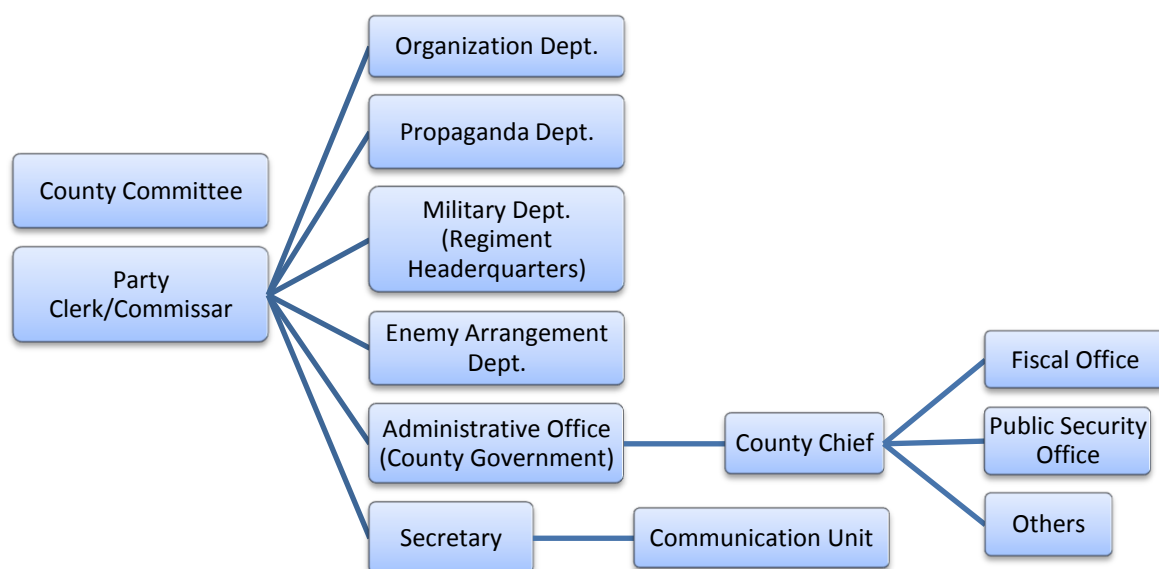 Organization Dept.
Propaganda Dept.
County Committee
Military Dept.
(Regiment
Headerquarters)
Party
Clerk/Commissar
Enemy Arrangement
Dept.
Fiscal Office
Administrative Office
(County Government)
County Chief
Public Security
Office
Secretary
Communication Unit
Others